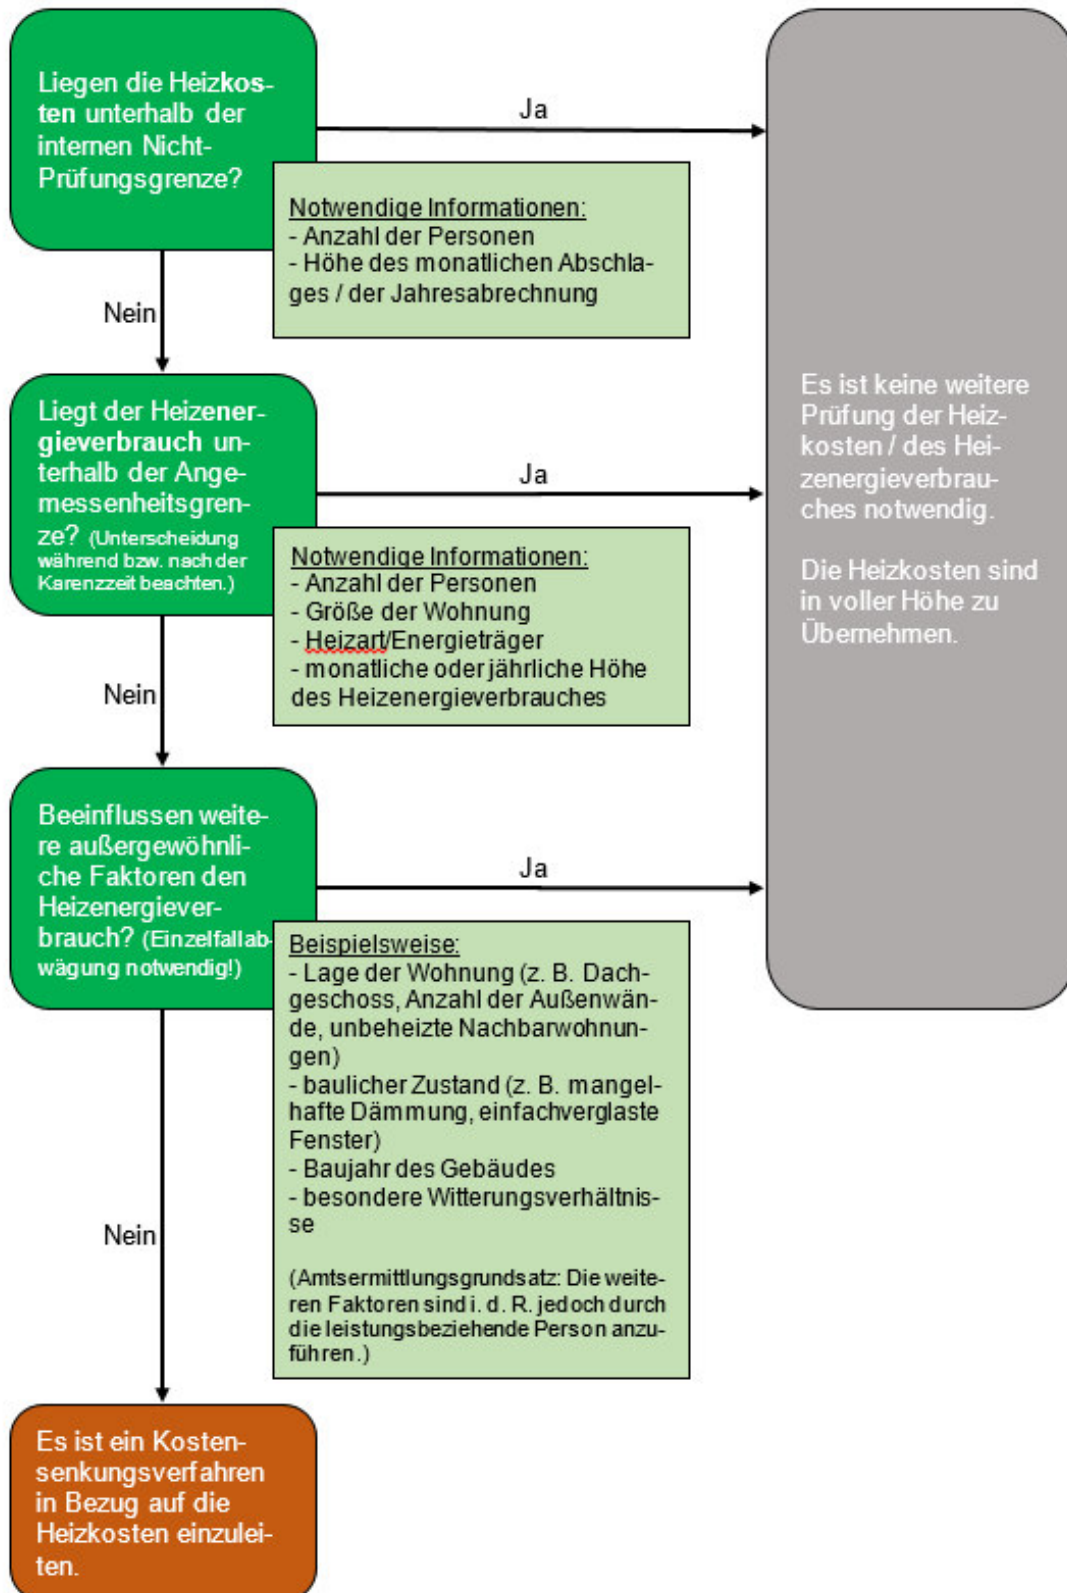 Liegen die Heizkos-
ten unterhalb der
internen Nicht-
Prüfungsgrenze?
Ja
Notwendige Informationen:
- Anzahl der Personen
- Höhe des monatlichen Abschla-
ges / der Jahresabrechnung
Nein
Liegt der Heizener-
gieverbrauch un-
terhalb der Ange-
messenheitsgren-
ze? (Unterscheidung
während bzw. nach der
Karenzzeit beachten.)
Ja
Notwendige Informationen:
- Anzahl der Personen
- Größe der Wohnung
- Heizart/Energieträger
- monatliche oder jährliche Höhe
des Heizenergieverbrauches
Nein
Es ist keine weitere
Prüfung der Heiz-
kosten / des Hei-
zenergieverbrau-
ches notwendig.
Die Heizkosten sind
in voller Höhe zu
Übernehmen.
Beeinflussen weite-
re außergewöhnli-
che Faktoren den
Heizenergiever-
brauch? (Einzelfallab-
wägung notwendig!)
Ja
Beispielsweise:
- Lage der Wohnung (z. B. Dach-
geschoss, Anzahl der Außenwän-
de, unbeheizte Nachbarwohnun-
gen)
- baulicher Zustand (z. B. mangel-
hafte Dämmung, einfachverglaste
Fenster)
- Baujahr des Gebäudes
- besondere Witterungsverhältnis-
se
(Amtsermittlungsgrundsatz: Die weite-
ren Faktoren sind i. d. R. jedoch durch
die leistungsbeziehende Person anzu-
führen.)
Nein
Es ist ein Kosten-
senkungsverfahren
in Bezug auf die
Heizkosten einzulei-
ten.